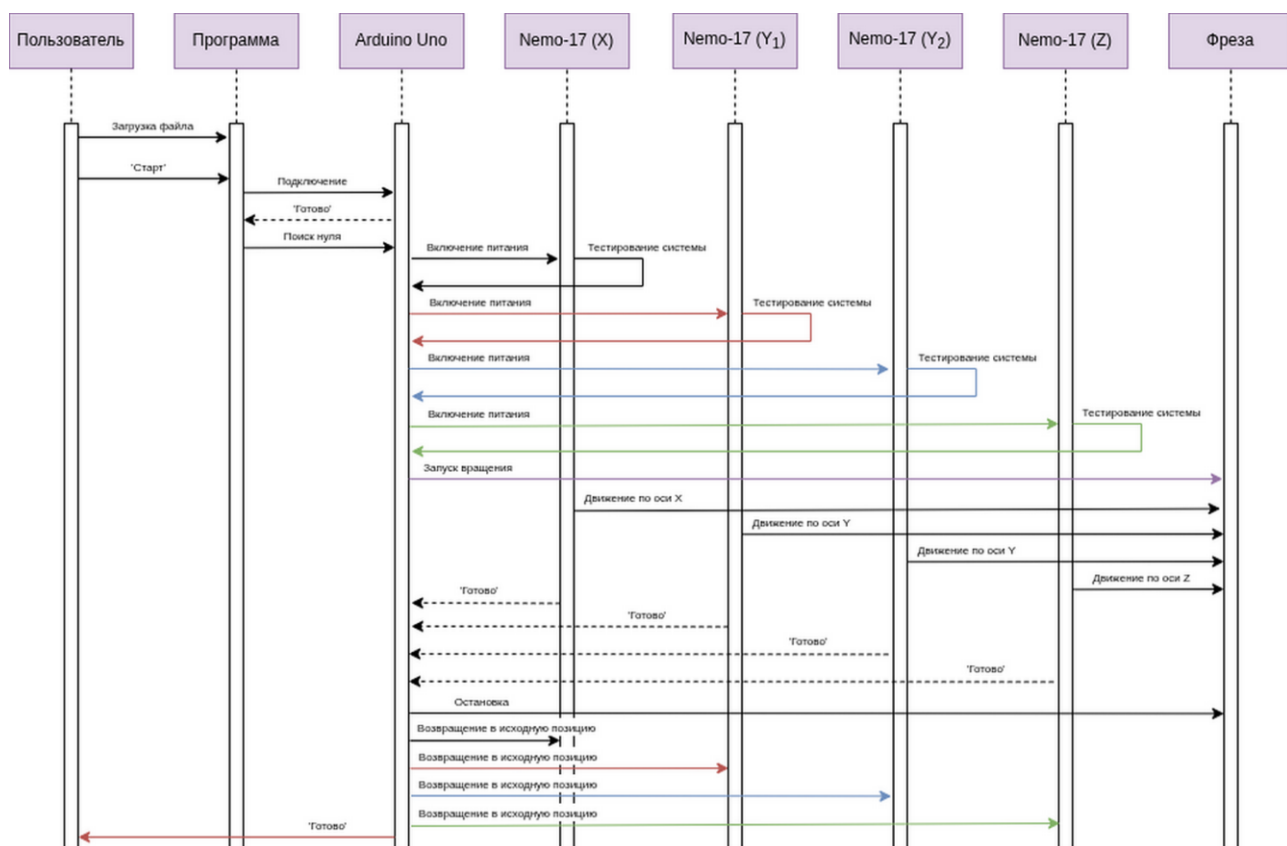 Пользователь
Программа
Arduino Uno
Nemo-17 (X)
Nemo-17 (Y1)
Nemo-17 (Y2)
Nemo-17 (Z)
Фреза
Загрузка файла
'Старт'
Подключение
'Готово'
Поиск нуля
Включение питания
Тестирование системы
Включение питания
Тестирование системы
Включение питания
Тестирование системы
Включение питания
Тестирование системы
Запуск вращения
Движение по оси X
Движение по оси Y
Движение по оси Y
Движение по оси Z
'Готово'
'Готово'
'Готово'
'Готово'
Остановка
Возвращение в исходную позицию
Возвращение в исходную позицию
Возвращение в исходную позицию
Возвращение в исходную позицию
'Готово'